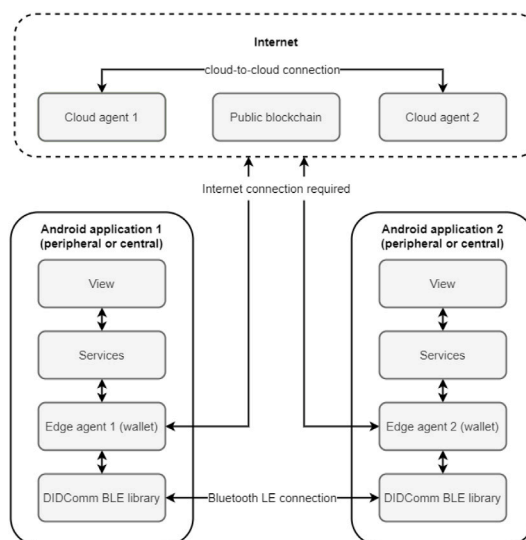 Internet
cloud-to-cloud connection
Cloud agent 1
Public blockchain
Cloud agent 2
Internet connection required
Android application 1
(peripheral or central)
Android application 2
(peripheral or central)
View
View
Services
Services
Edge agent 1 (wallet)
Edge agent 2 (wallet)
DIDComm BLE library
Bluetooth LE connection
DIDComm BLE library